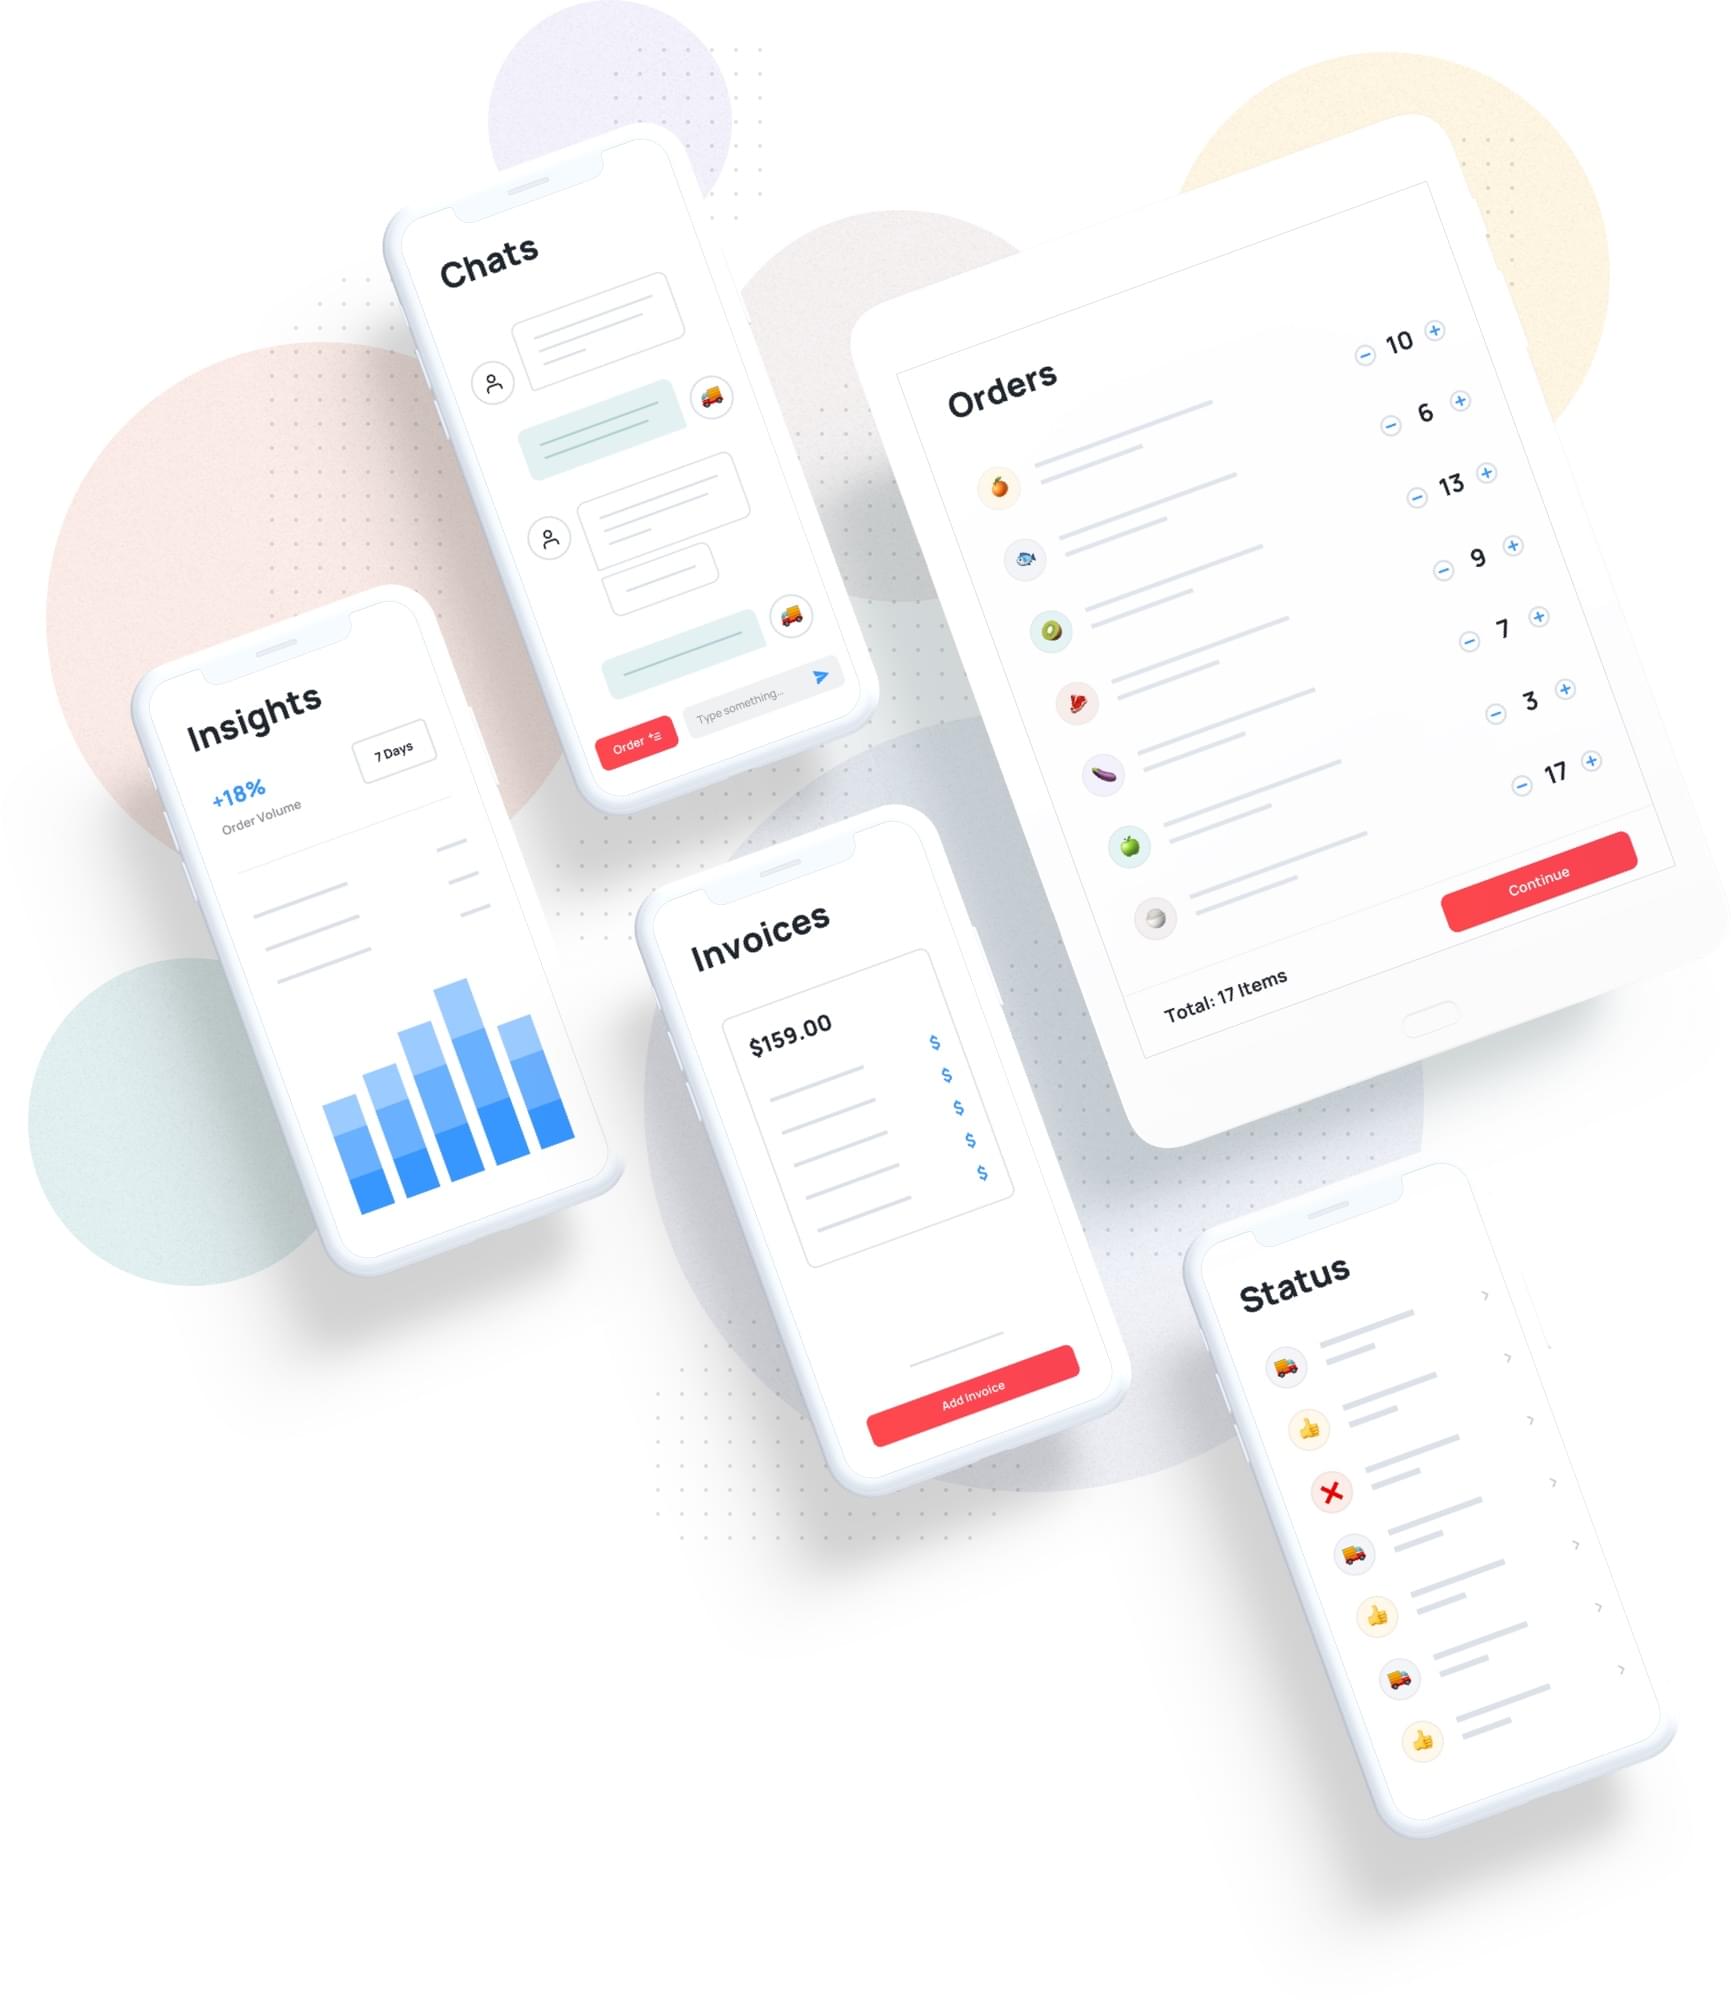 Chats
Type something...
Order
Orders
10
6
13
9
7
3
17
Continue
Total: 17 Items
Insights
7 Days
+18%
Order Volume
Invoices
$159.00
$
$
$
$
$
Add invoice
Status